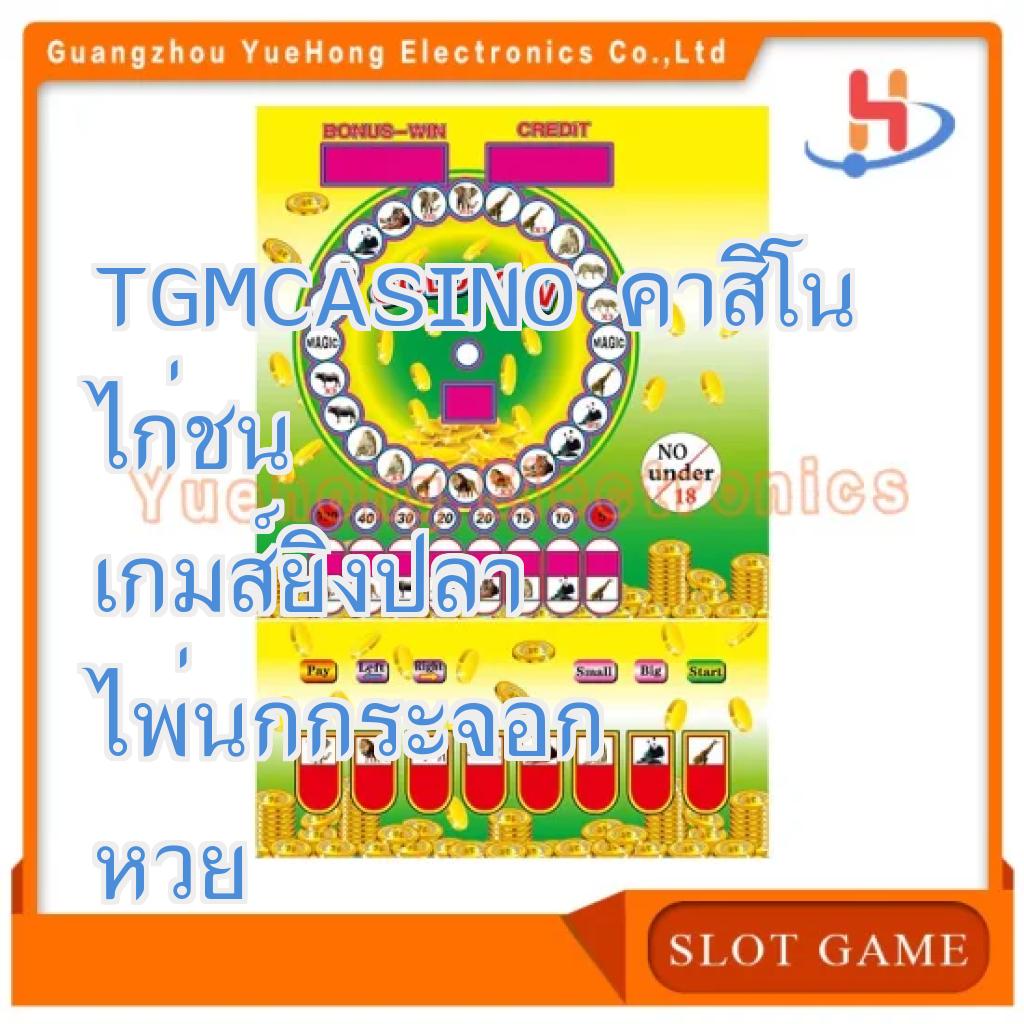 Guangzhou YueHong Electronics Co.,Ltd
BONUS-WIN CREDIT
TGMCASINO คาสิโน
MAGIC MAGIC
ไก่ชน
NO
under
18
Yuehong Electronics
40 30 20 20 15 10 5
เกมส์ยิงปลา
Pay Left Right Small Big Start
ไพ่นกกระจอก
หวย
SLOT GAME